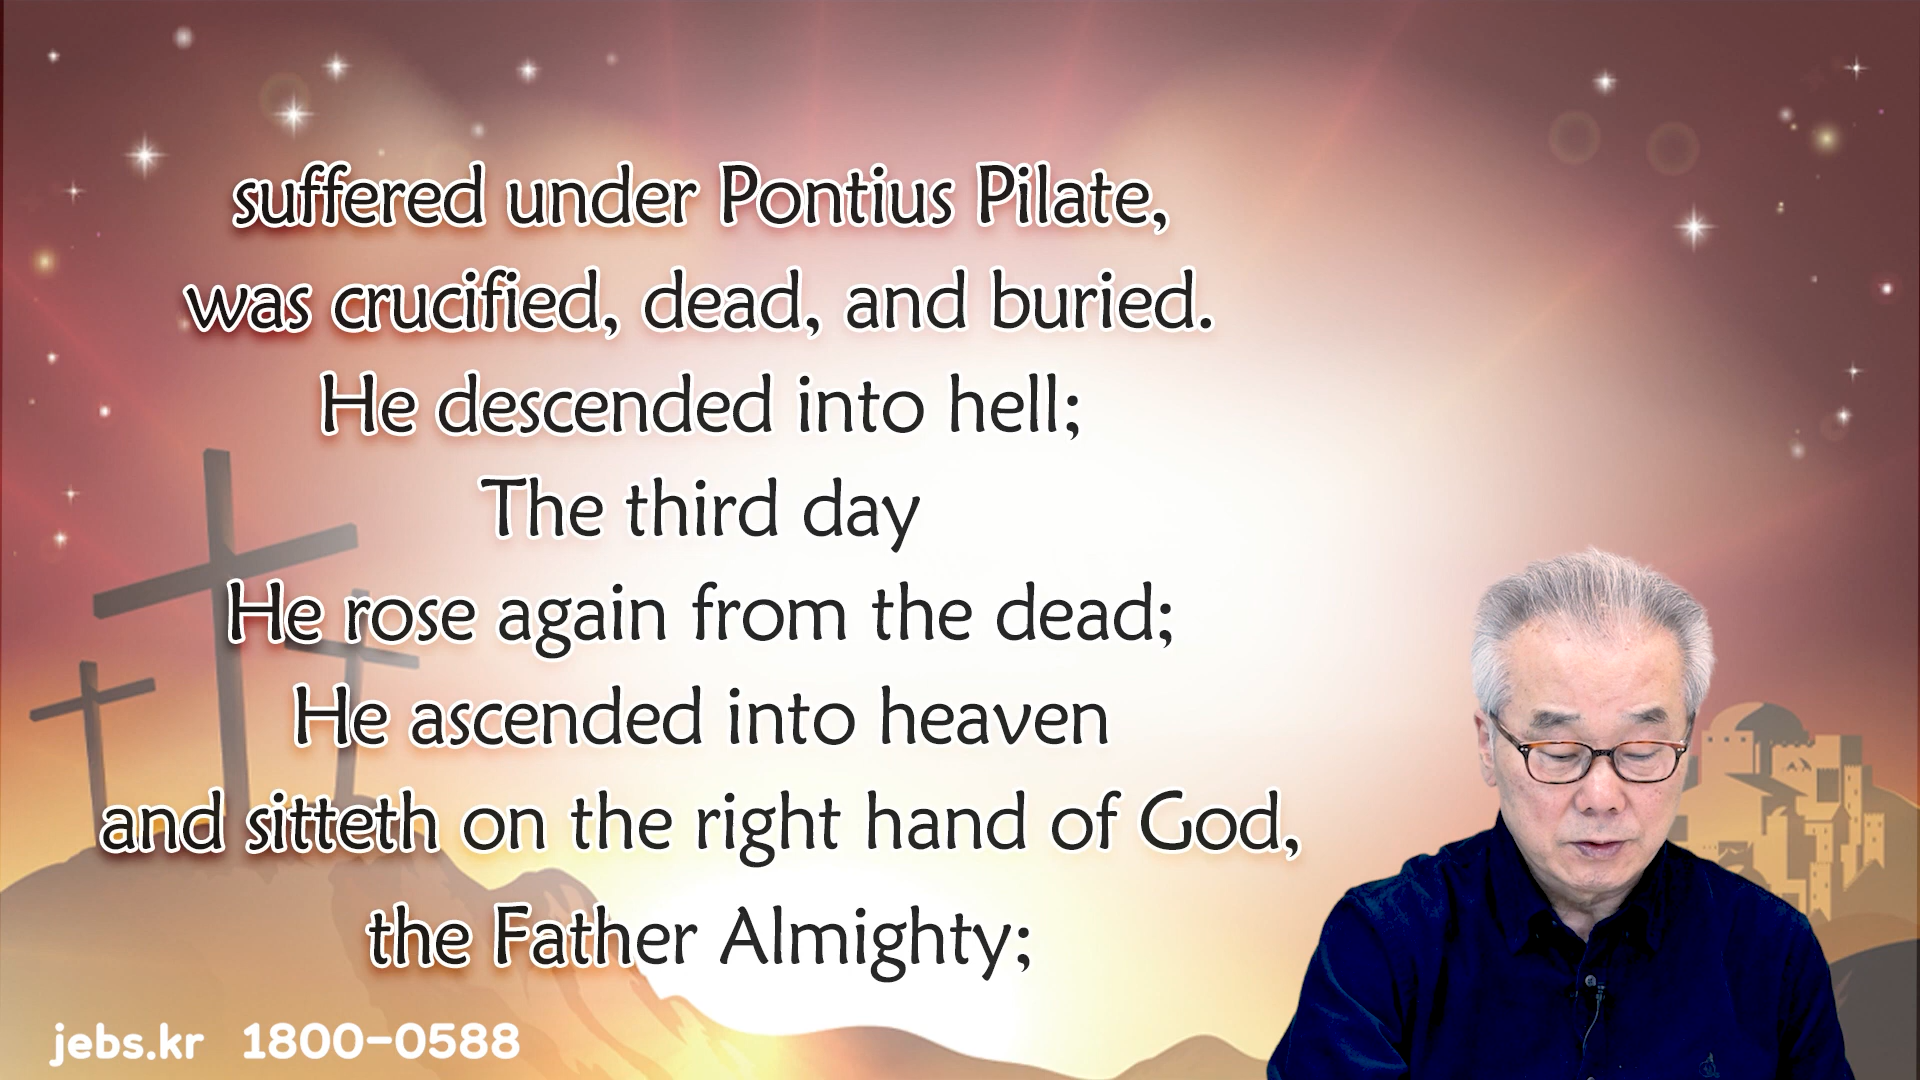 suffered under Pontius Pilate,
was crucified, dead, and buried.
He descended into hell;
The third day
He rose again from the dead;
He ascended into heaven
and sitteth on the right hand of God,
the Father Almighty;
jebs.kr 1800-0588